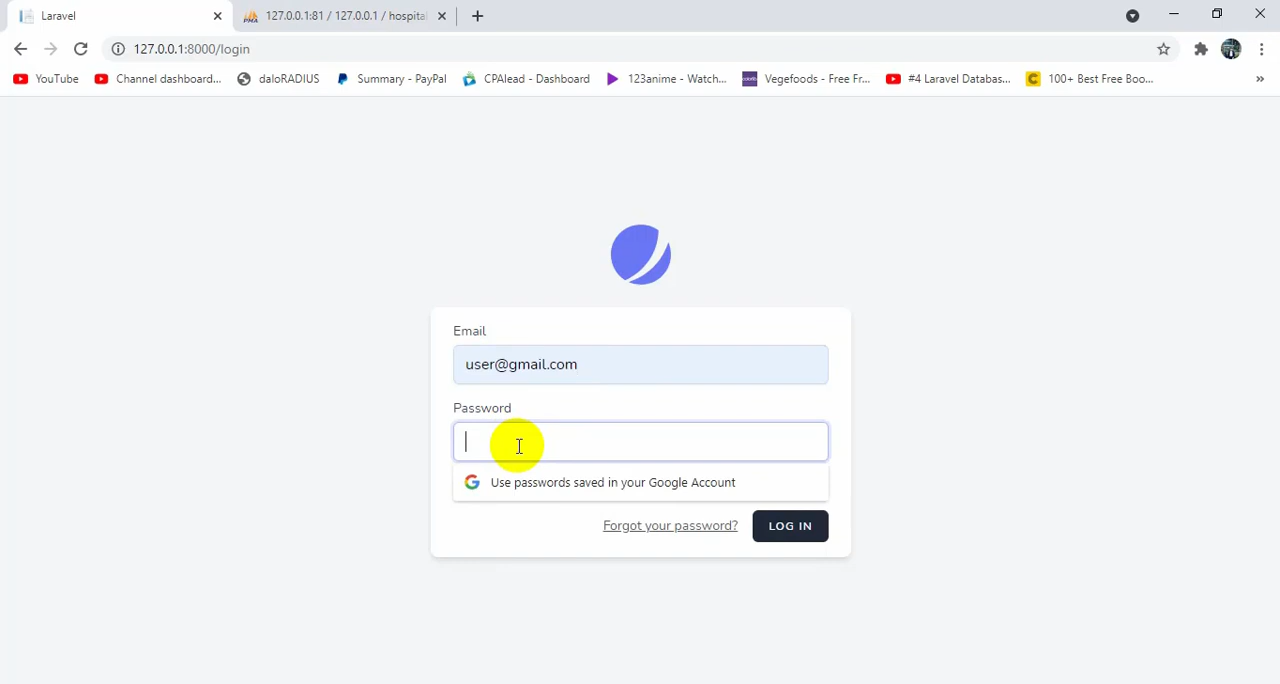 Laravel
127.0.0.1:81 / 127.0.0.1 / hospital
127.0.0.1:8000/login
YouTube
Channel dashboard...
daloRADIUS
Summary - PayPal
CPAlead - Dashboard
123anime - Watch...
Vegefoods - Free Fr...
#4 Laravel Databas...
100+ Best Free Boo...
»
Email
user@gmail.com
Password
Use passwords saved in your Google Account
Forgot your password?
LOG IN